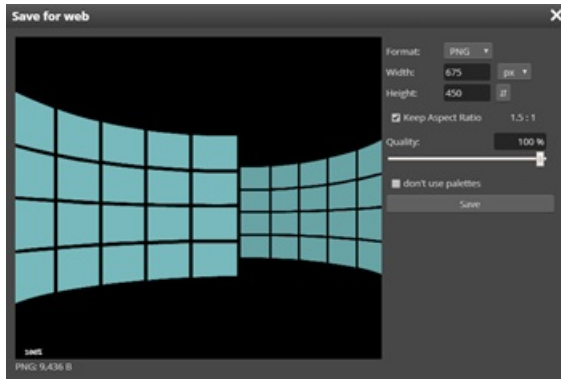 Save for web
Format: PNG
Width: 675 px
Height: 450
Keep Aspect Ratio 1.5 : 1
Quality: 100 %
don't use palettes
Save
100%
PNG: 9,436 B